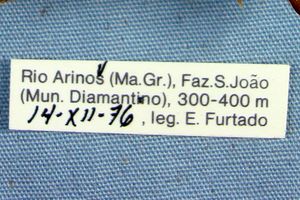 Rio Arinos (Ma.Gr.), Faz.S.João
(Mun. Diamantino), 300-400 m
14-XII-76, leg. E. Furtado